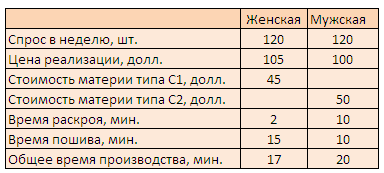 Женская Мужская
Спрос в неделю, шт. 120 120
Цена реализации, долл. 105 100
Стоимость материи типа С1, долл. 45
Стоимость материи типа С2, долл. 50
Время раскроя, мин. 2 10
Время пошива, мин. 15 10
Общее время производства, мин. 17 20